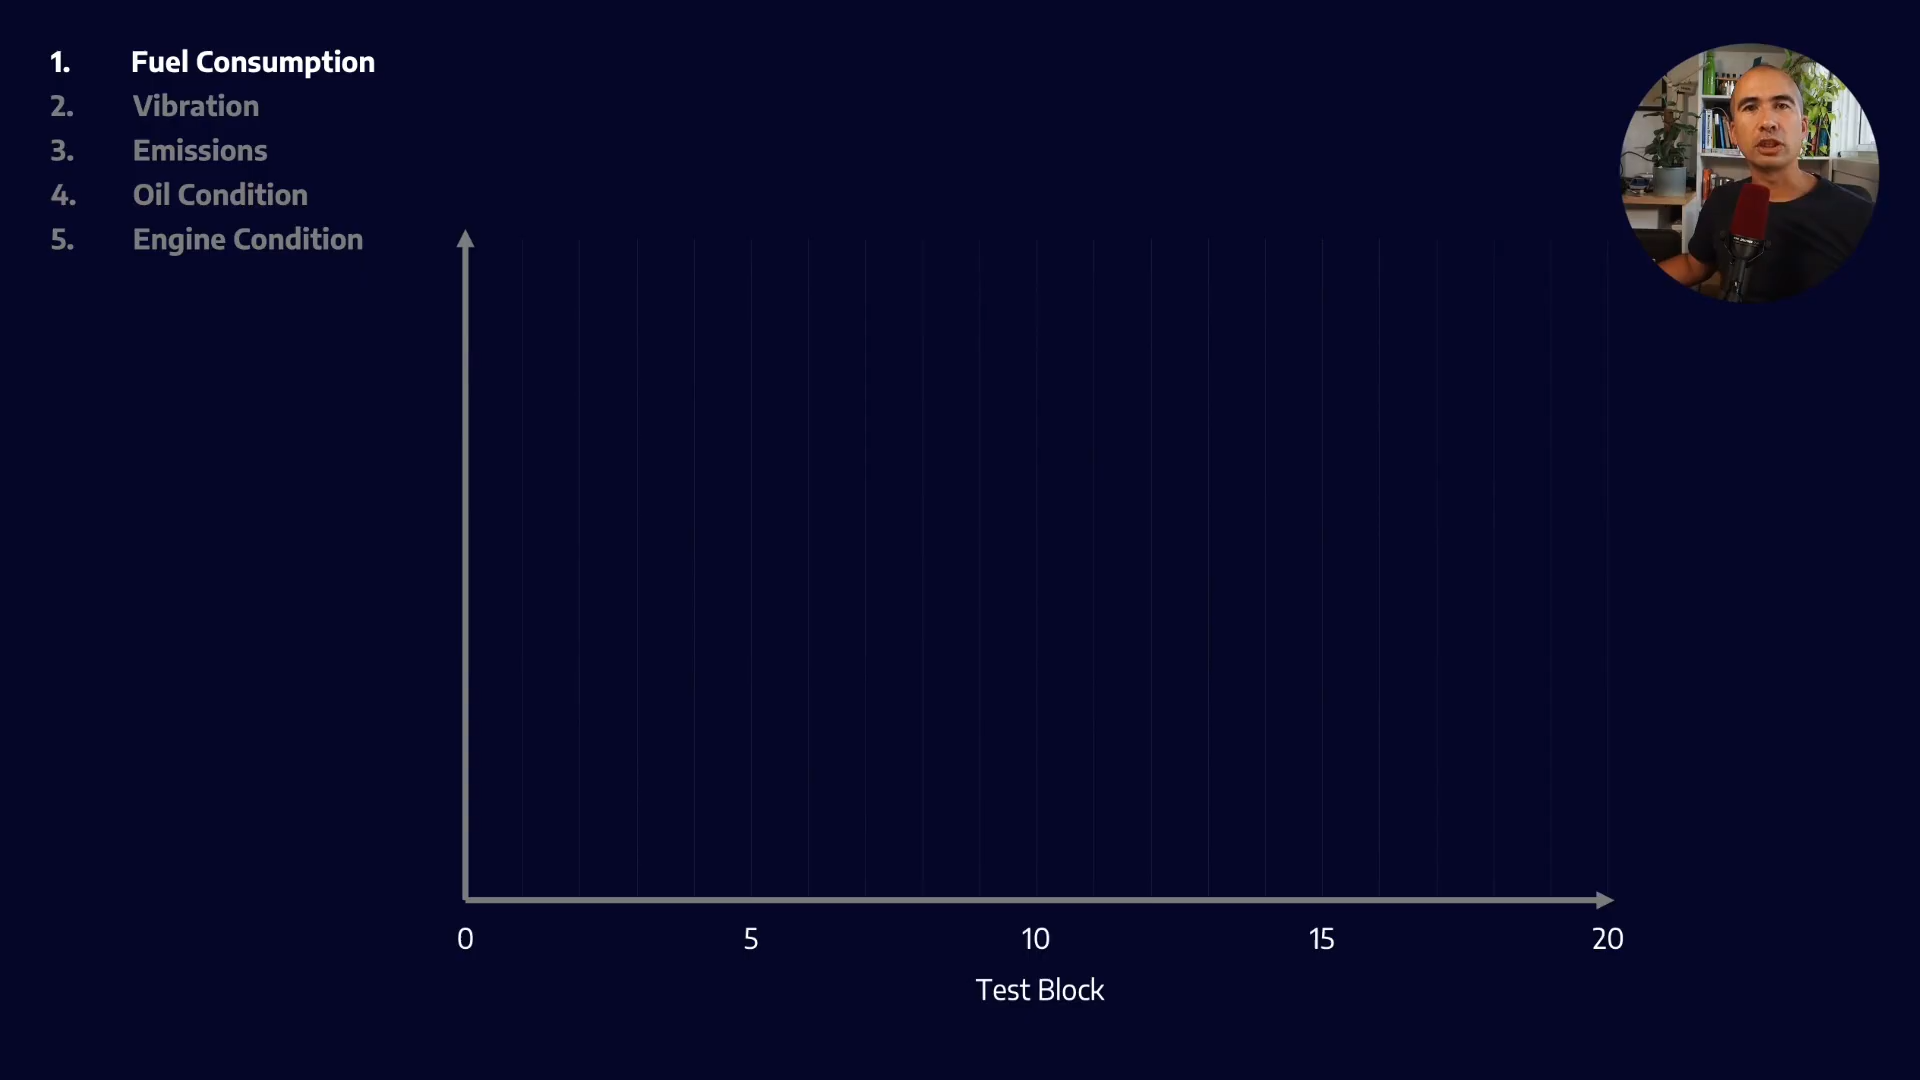 1. Fuel Consumption
2. Vibration
3. Emissions
4. Oil Condition
5. Engine Condition
0 5 10 15 20
Test Block